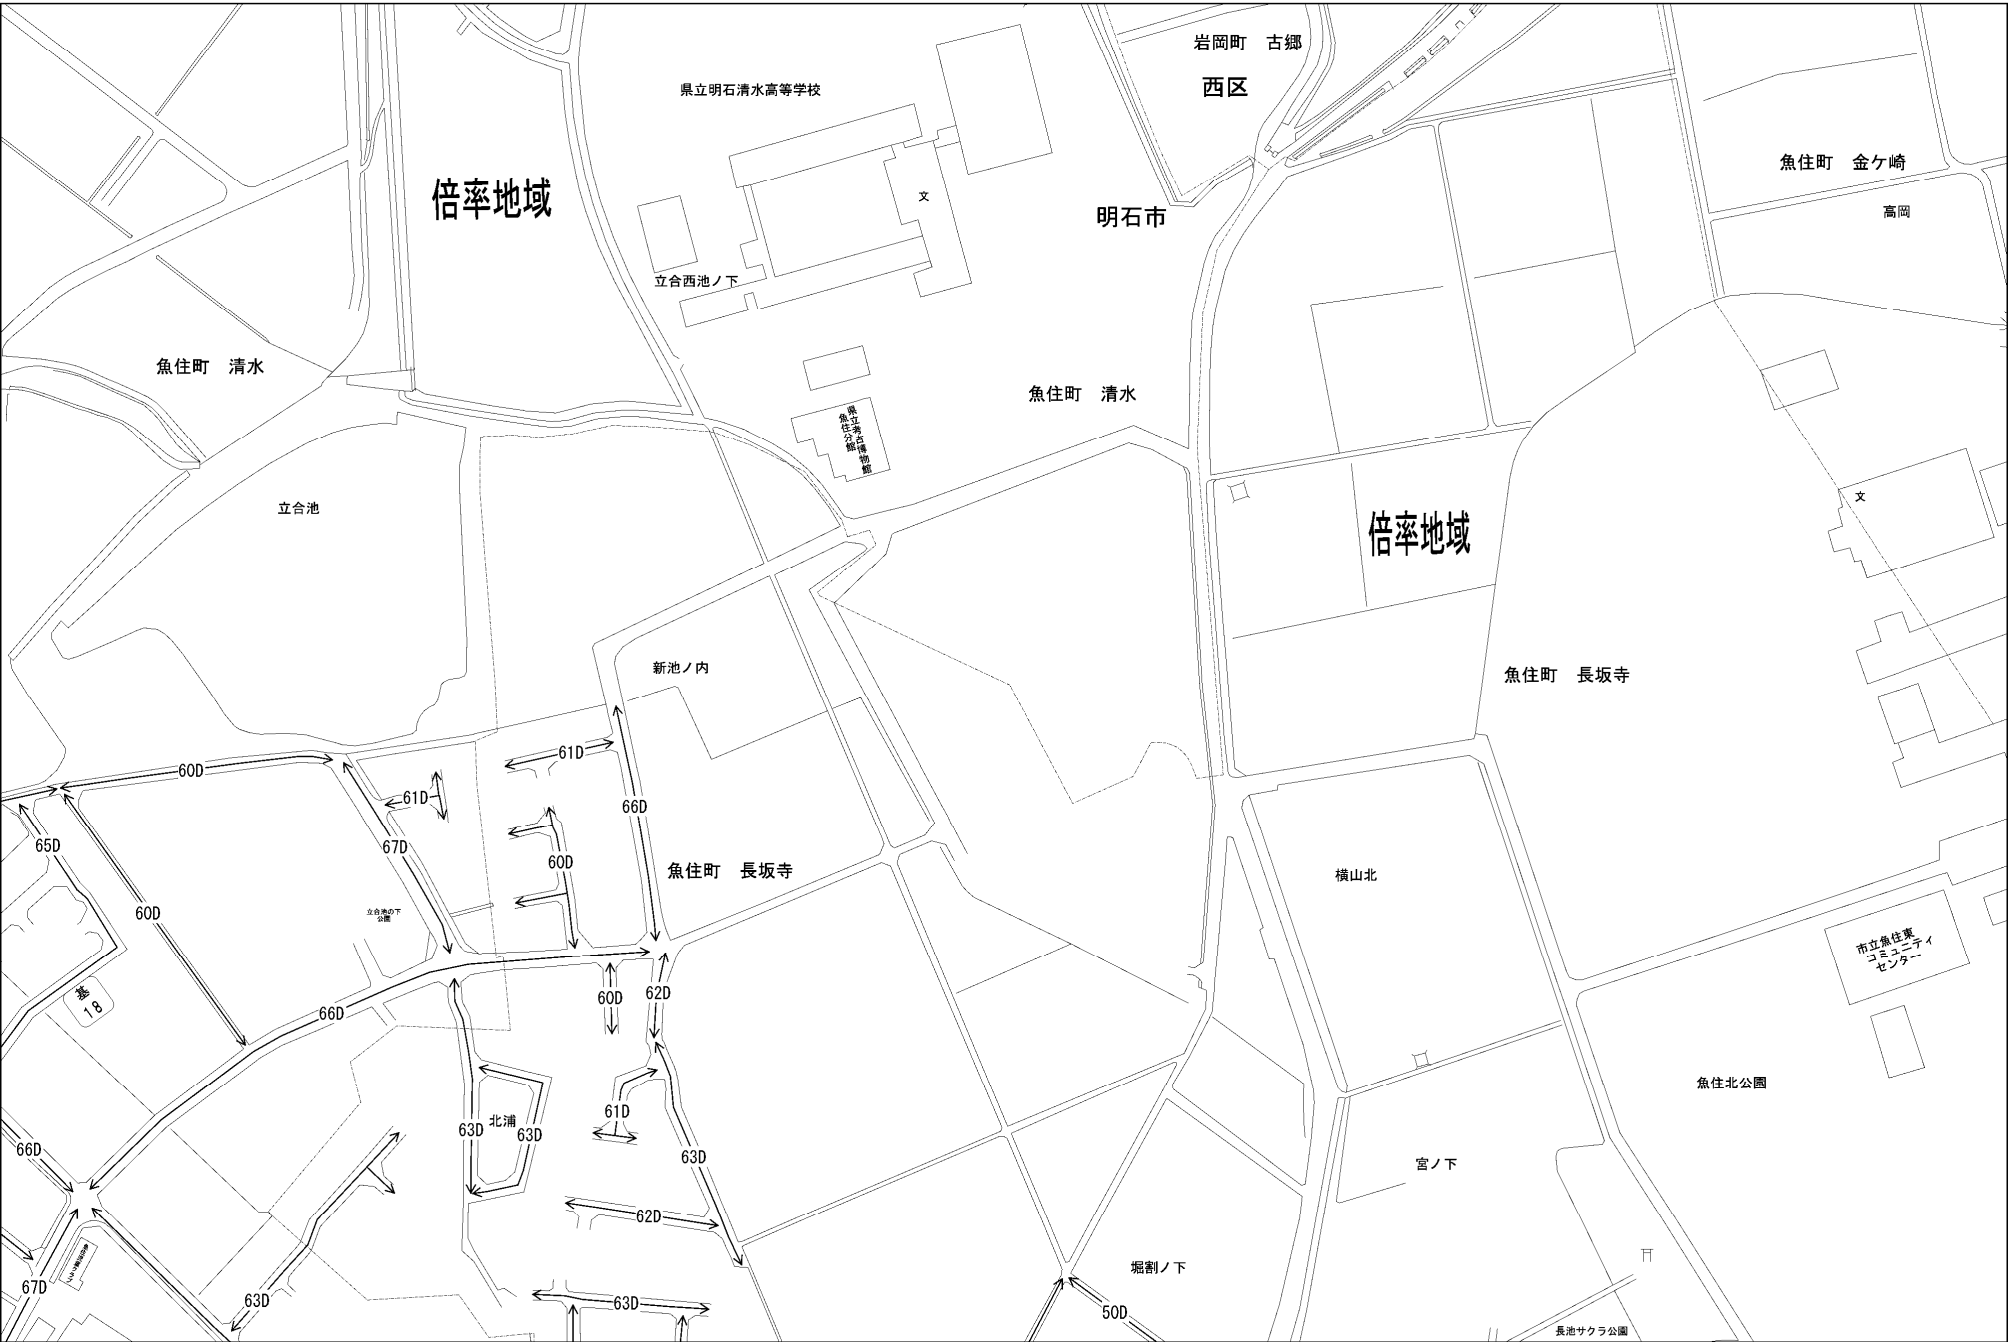 岩岡町　古郷
西区
県立明石清水高等学校
魚住町　金ケ崎
倍率地域
文
高岡
明石市
立合西池ノ下
魚住町　清水
魚住町　清水
県立考古博物館
魚住分館
文
立合池
倍率地域
新池ノ内
魚住町　長坂寺
61D
60D
61D
66D
65D
67D
60D
魚住町　長坂寺
横山北
60D
立合池の下
公園
市立魚住東
コミュニティ
センター
基
18
60D
62D
66D
魚住北公園
61D
北浦
63D
63D
66D
63D
宮ノ下
62D
堀割ノ下
67D
63D
63D
50D
長池サクラ公園